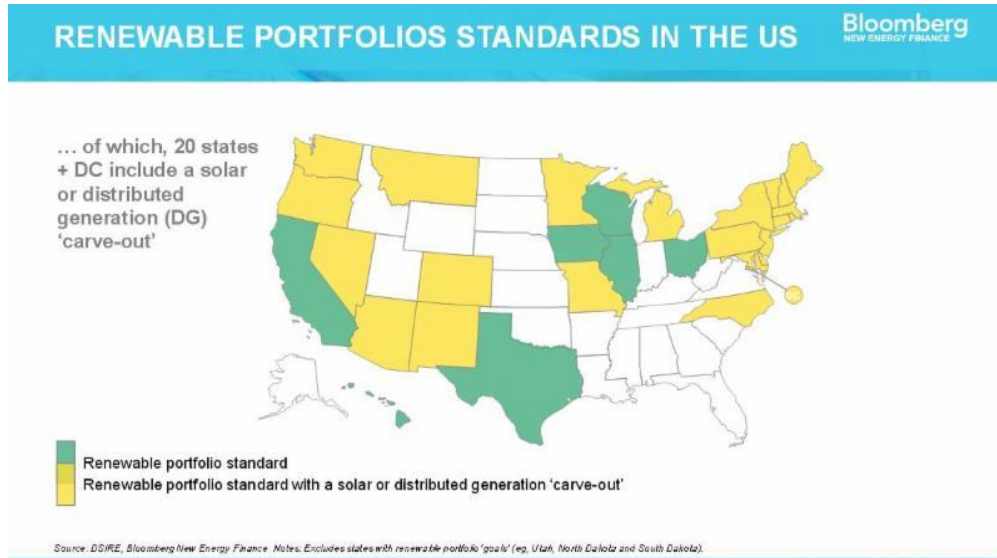 RENEWABLE PORTFOLIOS STANDARDS IN THE US
Bloomberg
NEW ENERGY FINANCE
… of which, 20 states
+ DC include a solar
or distributed
generation (DG)
‘carve-out’
Renewable portfolio standard
Renewable portfolio standard with a solar or distributed generation ‘carve-out’
Source: DSIRE, Bloomberg New Energy Finance Notes: Excludes states with renewable portfolio ‘goals’ (eg, Utah, North Dakota and South Dakota).